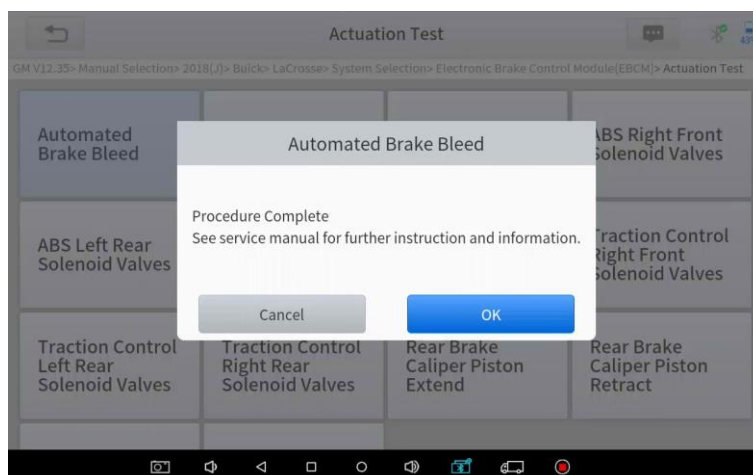 Actuation Test
GM V12.35> Manual Selection> 2018(J)> Buick> LaCrosse> System Selection> Electronic Brake Control Module(EBCM)> Actuation Test
Automated
Brake Bleed
Automated Brake Bleed
ABS Right Front
Solenoid Valves
Procedure Complete
See service manual for further instruction and information.
ABS Left Rear
Solenoid Valves
Traction Control
Right Front
Solenoid Valves
Cancel
OK
Traction Control
Left Rear
Solenoid Valves
Traction Control
Right Rear
Solenoid Valves
Rear Brake
Caliper Piston
Extend
Rear Brake
Caliper Piston
Retract